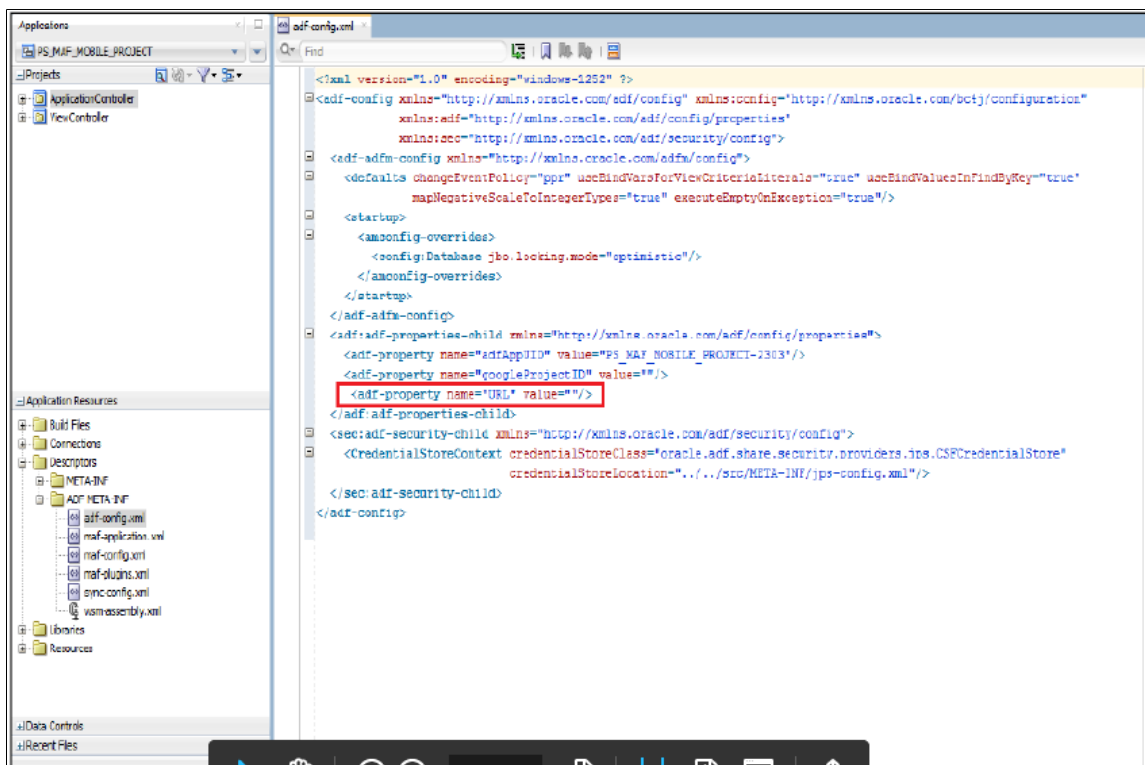 Applications
PS_MAF_MOBILE_PROJECT
Projects
ApplicationController
ViewController
Application Resources
Build Files
Connections
Descriptors
META-INF
ADF META-INF
adf-config.xml
maf-application.xml
maf-config.xml
maf-plugins.xml
sync-config.xml
wsm-assembly.xml
Libraries
Resources
Data Controls
Recent Files
adf-config.xml
Find
<?xml version="1.0" encoding="windows-1252" ?>
<adf-config xmlns="http://xmlns.oracle.com/adf/config" xmlns:config="http://xmlns.oracle.com/bc4j/configuration"
xmlns:adf="http://xmlns.oracle.com/adf/config/properties"
xmlns:sec="http://xmlns.oracle.com/adf/security/config">
<adf-adfm-config xmlns="http://xmlns.oracle.com/adfm/config">
<defaults changeEventPolicy="ppr" useBindVarsForViewCriteriaLiterals="true" useBindValuesInFindByKey="true"
mapNegativeScaleToIntegerTypes="true" executeEmptyOnException="true"/>
<startup>
<amconfig-overrides>
<config:Database jbo.locking.mode="optimistic"/>
</amconfig-overrides>
</startup>
</adf-adfm-config>
<adf:adf-properties-child xmlns="http://xmlns.oracle.com/adf/config/properties">
<adf-property name="adfAppUID" value="PS_MAF_MOBILE_PROJECT-2303"/>
<adf-property name="googleProjectID" value=""/>
<adf-property name="URL" value=""/>
</adf:adf-properties-child>
<sec:adf-security-child xmlns="http://xmlns.oracle.com/adf/security/config">
<CredentialStoreContext credentialStoreClass="oracle.adf.share.security.providers.jps.CSFCredentialStore"
credentialStoreLocation="../../src/META-INF/jps-config.xml"/>
</sec:adf-security-child>
</adf-config>